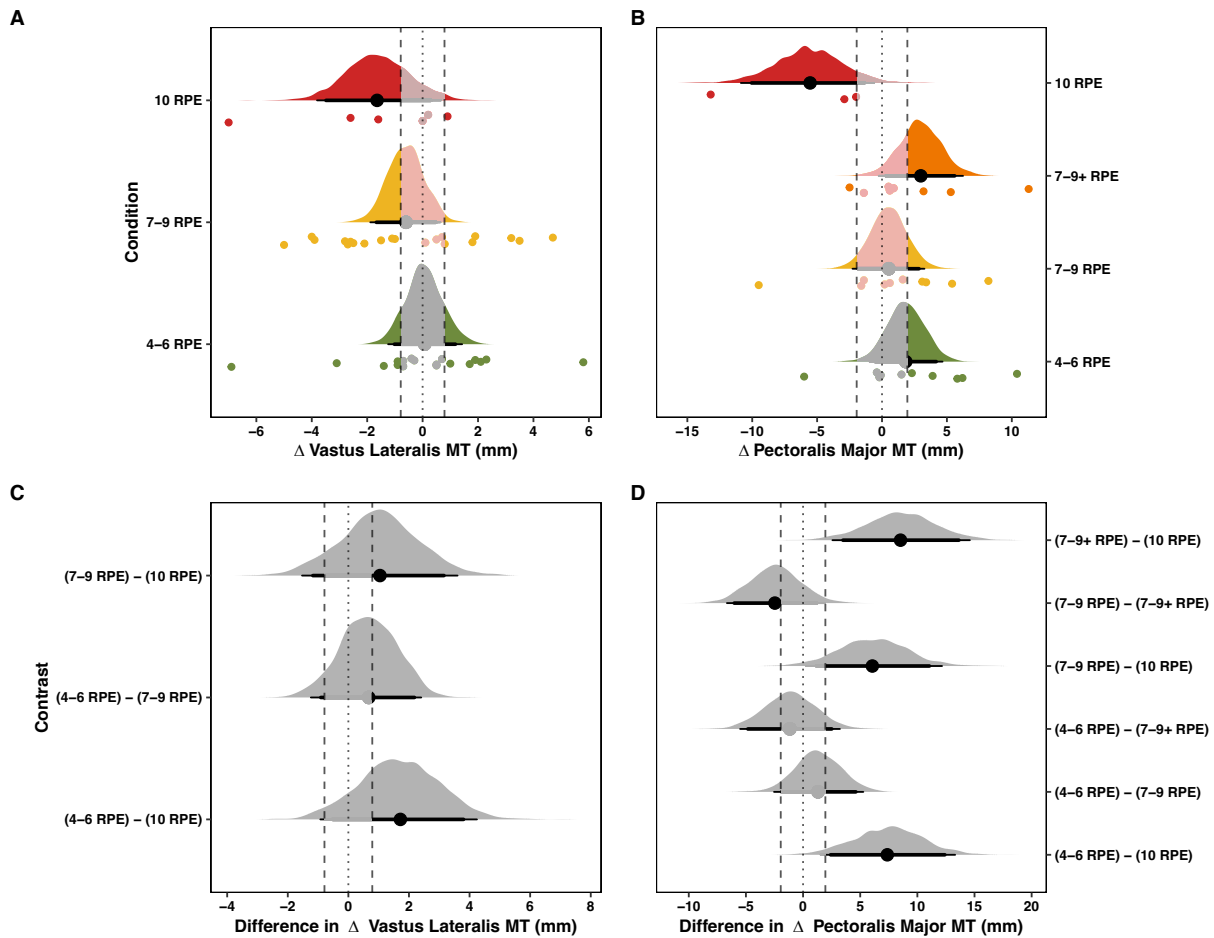 A
Condition
10 RPE
7–9 RPE
4–6 RPE
−6 −4 −2 0 2 4 6
Δ Vastus Lateralis MT (mm)
B
10 RPE
7–9+ RPE
7–9 RPE
4–6 RPE
−15 −10 −5 0 5 10
Δ Pectoralis Major MT (mm)
C
Contrast
(7–9 RPE) – (10 RPE)
(4–6 RPE) – (7–9 RPE)
(4–6 RPE) – (10 RPE)
−4 −2 0 2 4 6 8
Difference in Δ Vastus Lateralis MT (mm)
D
(7–9+ RPE) – (10 RPE)
(7–9 RPE) – (7–9+ RPE)
(7–9 RPE) – (10 RPE)
(4–6 RPE) – (7–9+ RPE)
(4–6 RPE) – (7–9 RPE)
(4–6 RPE) – (10 RPE)
−10 −5 0 5 10 15 20
Difference in Δ Pectoralis Major MT (mm)